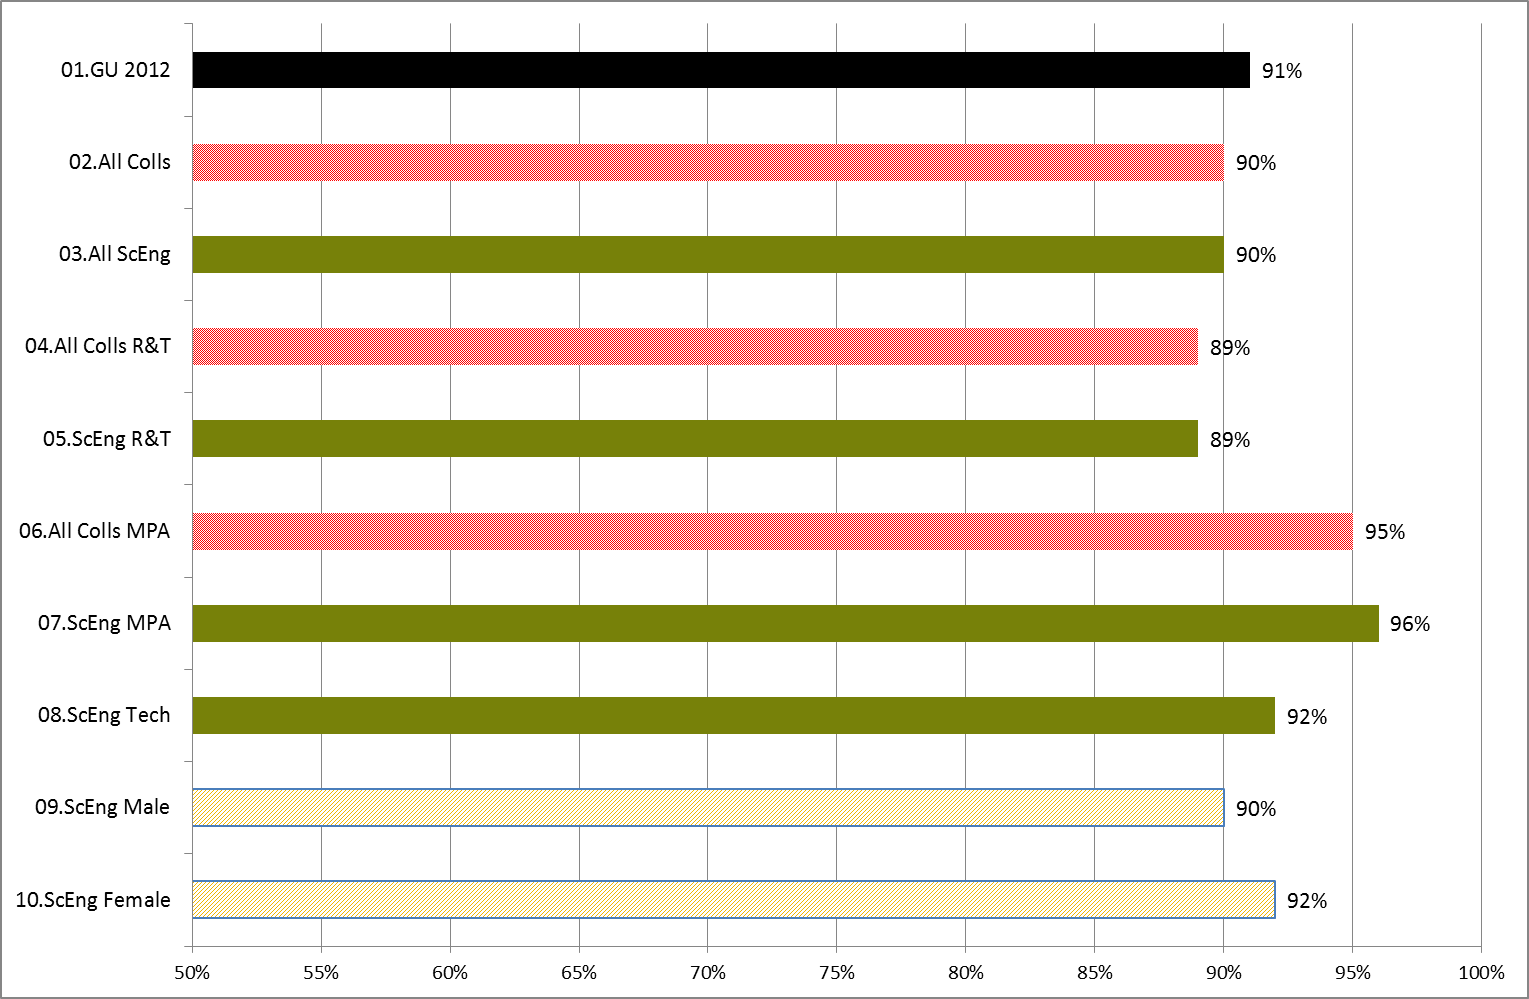 01.GU 2012 91%
02.All Colls 90%
03.All ScEng 90%
04.All Colls R&T 89%
05.ScEng R&T 89%
06.All Colls MPA 95%
07.ScEng MPA 96%
08.ScEng Tech 92%
09.ScEng Male 90%
10.ScEng Female 92%
50% 55% 60% 65% 70% 75% 80% 85% 90% 95% 100%